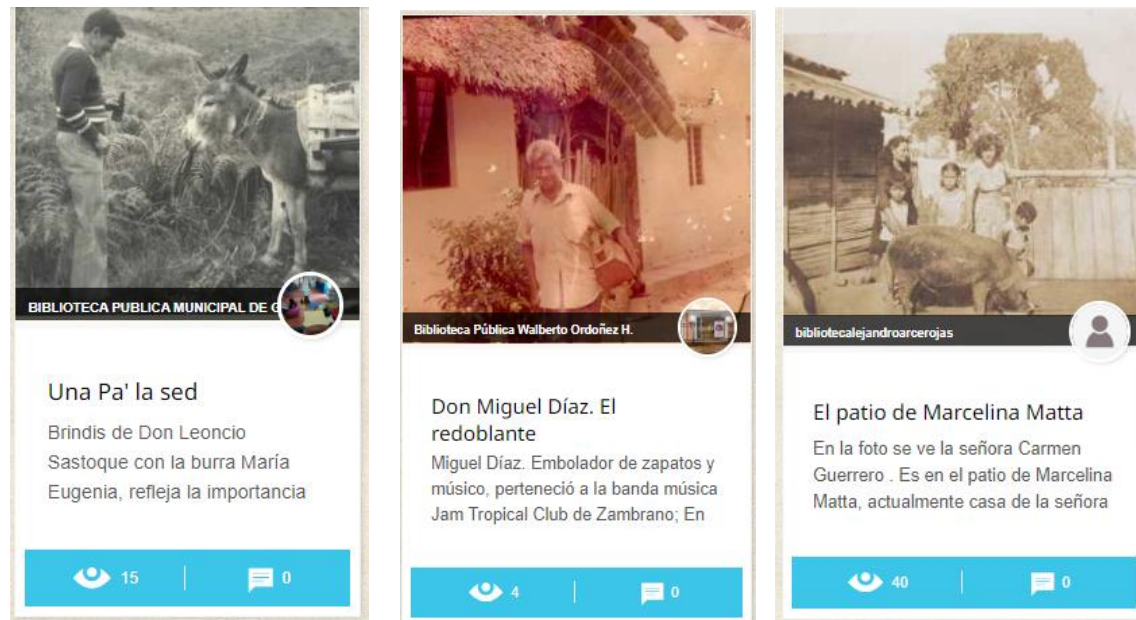 BIBLIOTECA PUBLICA MUNICIPAL DE G
Una Pa' la sed
Brindis de Don Leoncio
Sastoque con la burra María
Eugenia, refleja la importancia
15
0
Biblioteca Pública Walberto Ordoñez H.
Don Miguel Díaz. El
redoblante
Miguel Díaz. Embolador de zapatos y
músico, perteneció a la banda música
Jam Tropical Club de Zambrano; En
4
0
bibliotecalejandroarcerojas
El patio de Marcelina Matta
En la foto se ve la señora Carmen
Guerrero . Es en el patio de Marcelina
Matta, actualmente casa de la señora
40
0